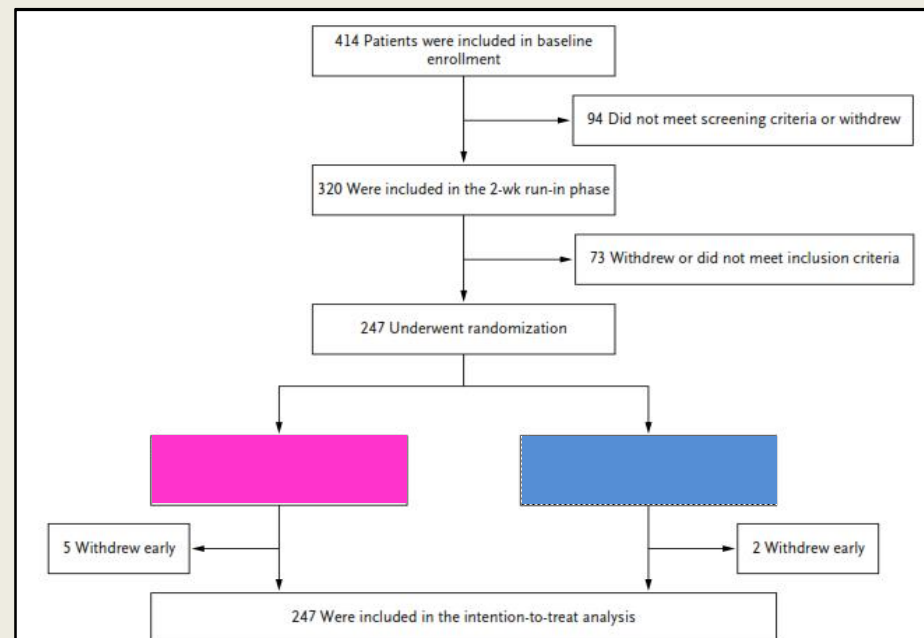 414 Patients were included in baseline
enrollment
94 Did not meet screening criteria or withdrew
320 Were included in the 2-wk run-in phase
73 Withdrew or did not meet inclusion criteria
247 Underwent randomization
5 Withdrew early
2 Withdrew early
247 Were included in the intention-to-treat analysis